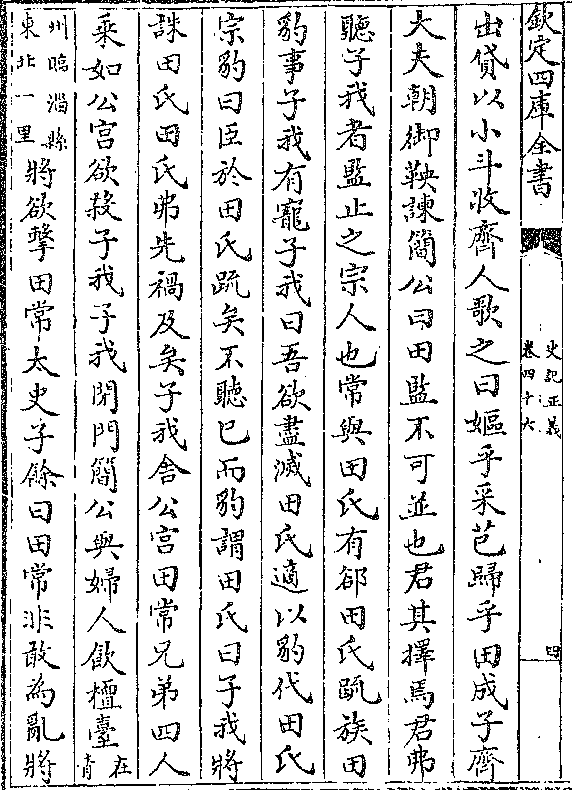 欽定四庫全書
史記正義
卷四十六
四
出貸以小斗收齊人歌之曰嫗乎采芑歸乎田成子齊
大夫朝御鞅諫簡公曰田監不可並也君其擇焉君弗
聽子我者監止之宗人也常與田氏有郤田氏疏族田
豹事子我有寵子我曰吾欲盡滅田氏適以豹代田氏
宗豹曰臣於田氏疏矣不聽已而豹謂田氏曰子我將
誅田氏田氏弗先禍及矣子我舍公宮田常兄弟四人
乘如公宮欲殺子我子我閉門簡公與婦人飲檀臺在青
州臨淄縣東北一里將欲擊田常太史子餘曰田常非敢為亂將